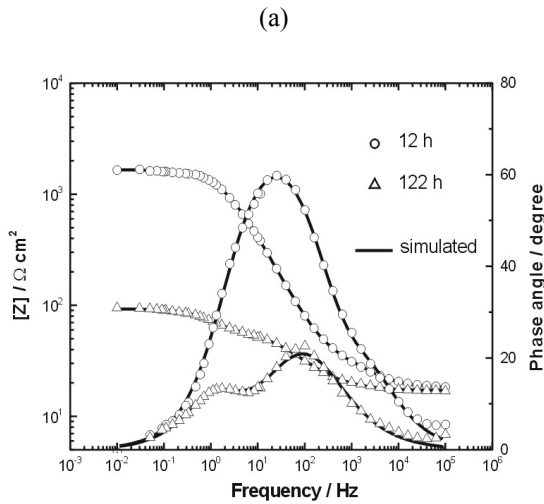 (a)
10⁴
10³
10²
10¹
[Z] / Ω cm²
80
60
40
20
0
Phase angle / degree
12 h
122 h
simulated
10⁻³ 10⁻² 10⁻¹ 10⁰ 10¹ 10² 10³ 10⁴ 10⁵ 10⁶
Frequency / Hz